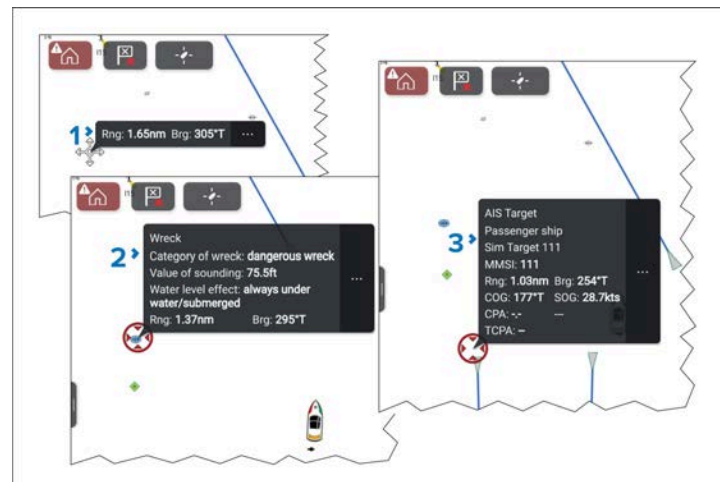 1
Rng: 1.65nm Brg: 305°T
...
2
Wreck
Category of wreck: dangerous wreck
Value of sounding: 75.5ft
Water level effect: always under
water/submerged
Rng: 1.37nm Brg: 295°T
...
3
AIS Target
Passenger ship
Sim Target 111
MMSI: 111
Rng: 1.03nm Brg: 254°T
COG: 177°T SOG: 28.7kts
CPA: -.- ---
TCPA: --
...